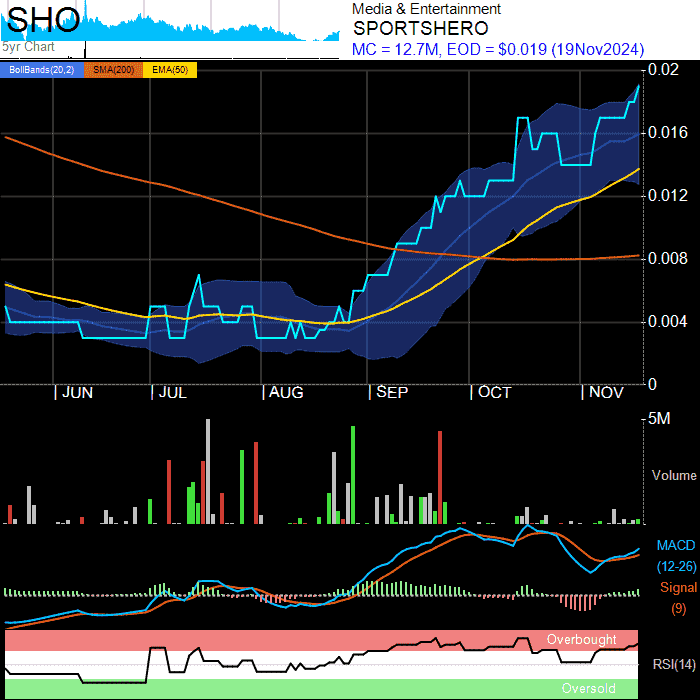 SHO
5yr Chart
Media & Entertainment
SPORTSHERO
MC = 12.7M, EOD = $0.019 (19Nov2024)
BollBands(20,2) SMA(200) EMA(50)
0.02
0.016
0.012
0.008
0.004
0
JUN JUL AUG SEP OCT NOV
5M
Volume
MACD
(12-26)
Signal
(9)
Overbought
RSI(14)
Oversold